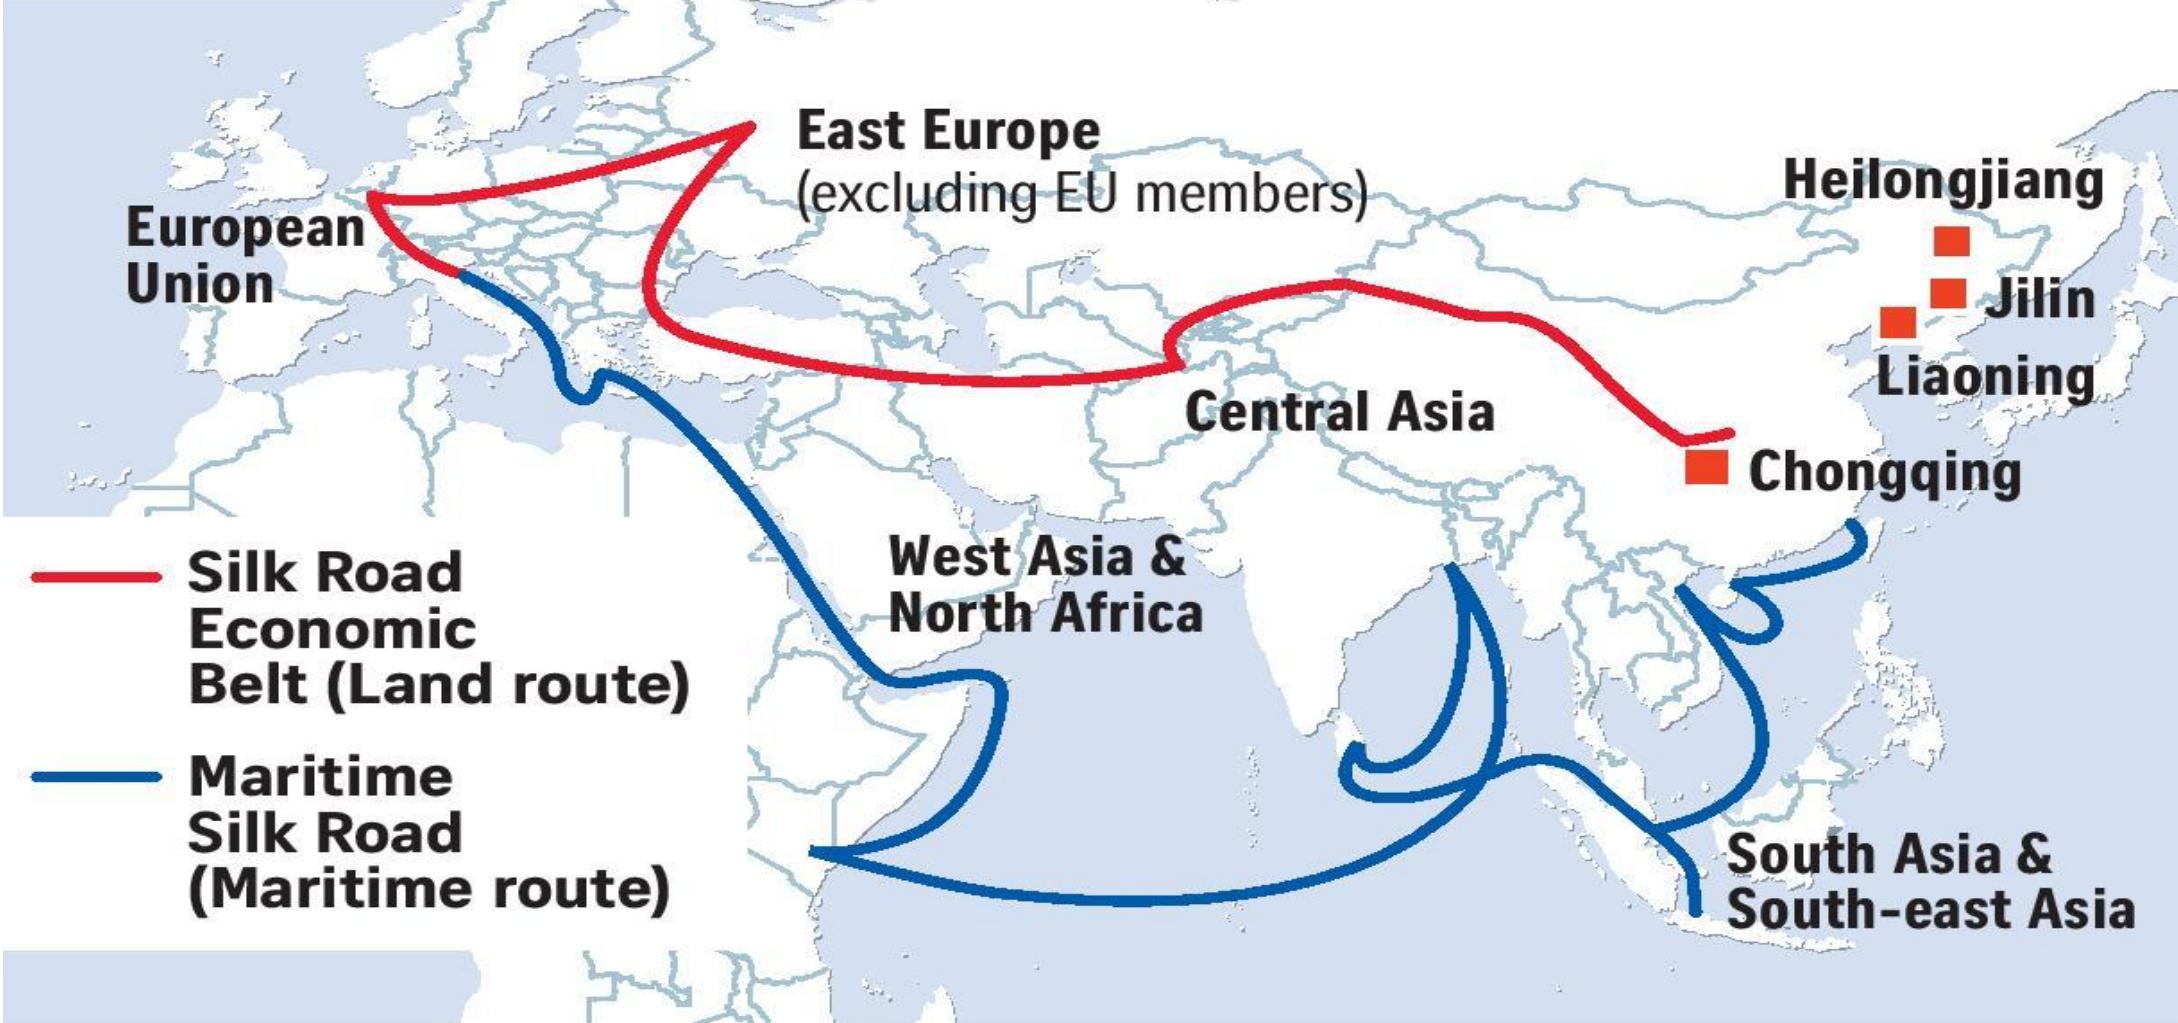 East Europe
(excluding EU members)
Heilongjiang
European
Union
Jilin
Liaoning
Central Asia
Chongqing
West Asia &
North Africa
Silk Road
Economic
Belt (Land route)
Maritime
Silk Road
(Maritime route)
South Asia &
South-east Asia